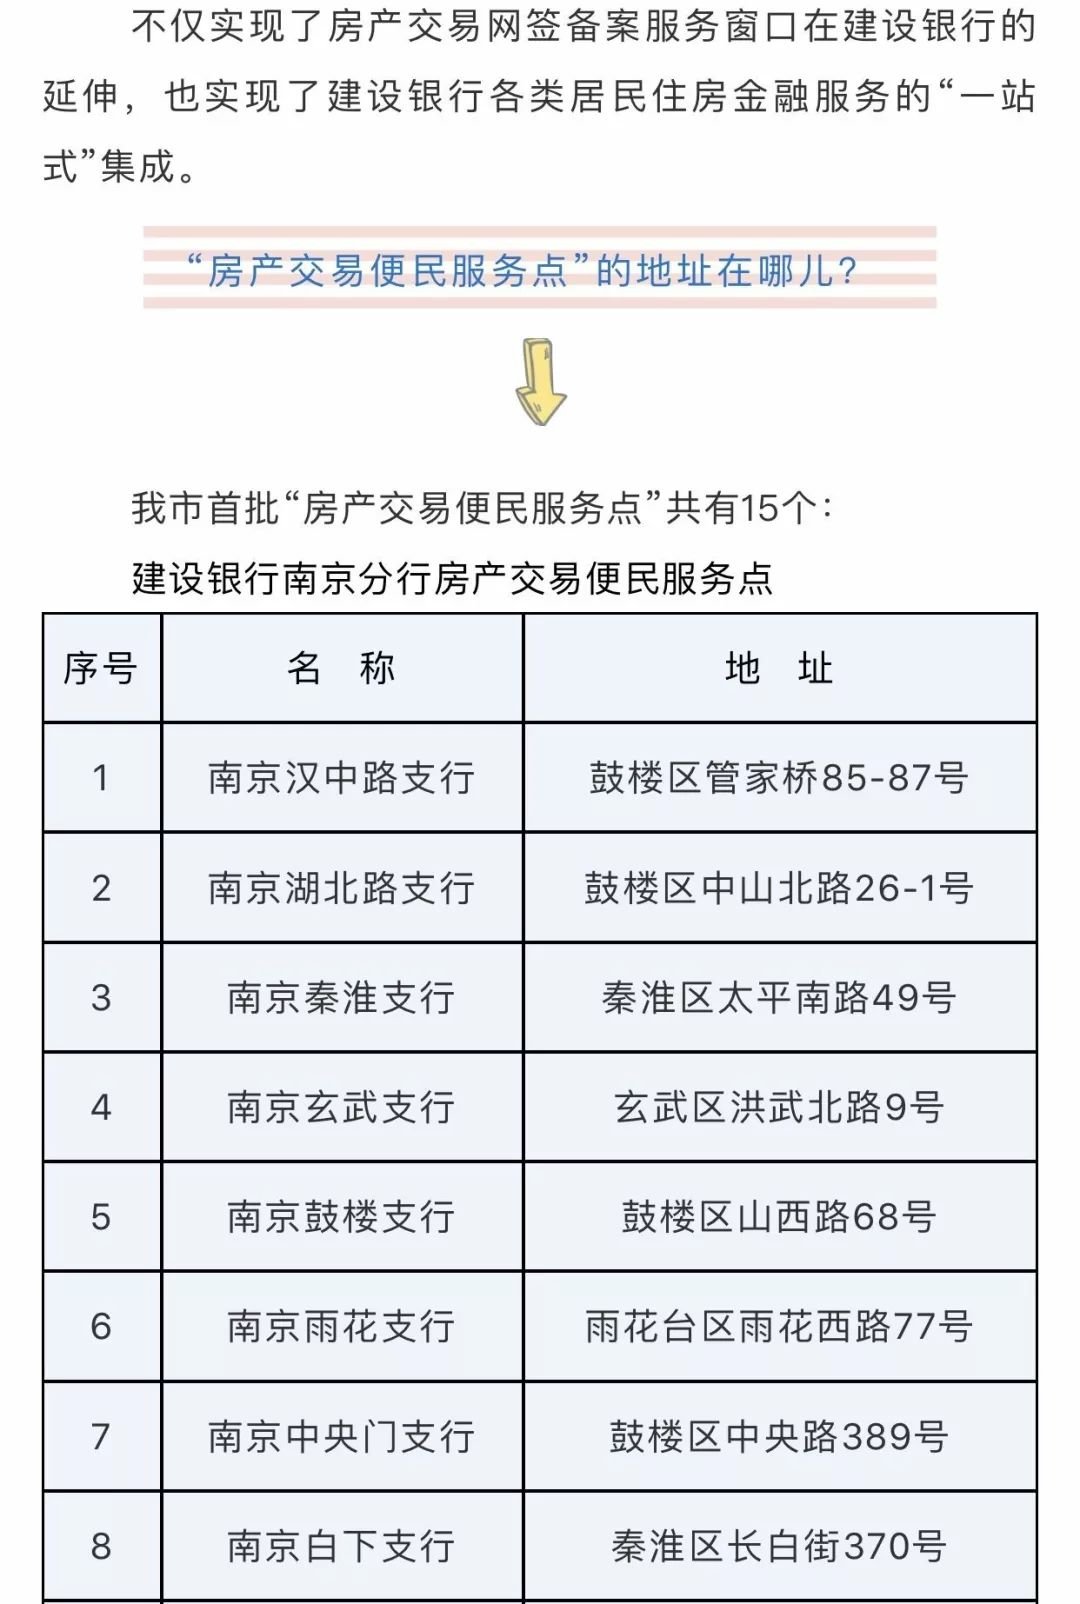 不仅实现了房产交易网签备案服务窗口在建设银行的
延伸，也实现了建设银行各类居民住房金融服务的“一站
式”集成。
“房产交易便民服务点”的地址在哪儿？
我市首批“房产交易便民服务点”共有15个：
建设银行南京分行房产交易便民服务点
序号 名 称 地 址
1 南京汉中路支行 鼓楼区管家桥85-87号
2 南京湖北路支行 鼓楼区中山北路26-1号
3 南京秦淮支行 秦淮区太平南路49号
4 南京玄武支行 玄武区洪武北路9号
5 南京鼓楼支行 鼓楼区山西路68号
6 南京雨花支行 雨花台区雨花西路77号
7 南京中央门支行 鼓楼区中央路389号
8 南京白下支行 秦淮区长白街370号